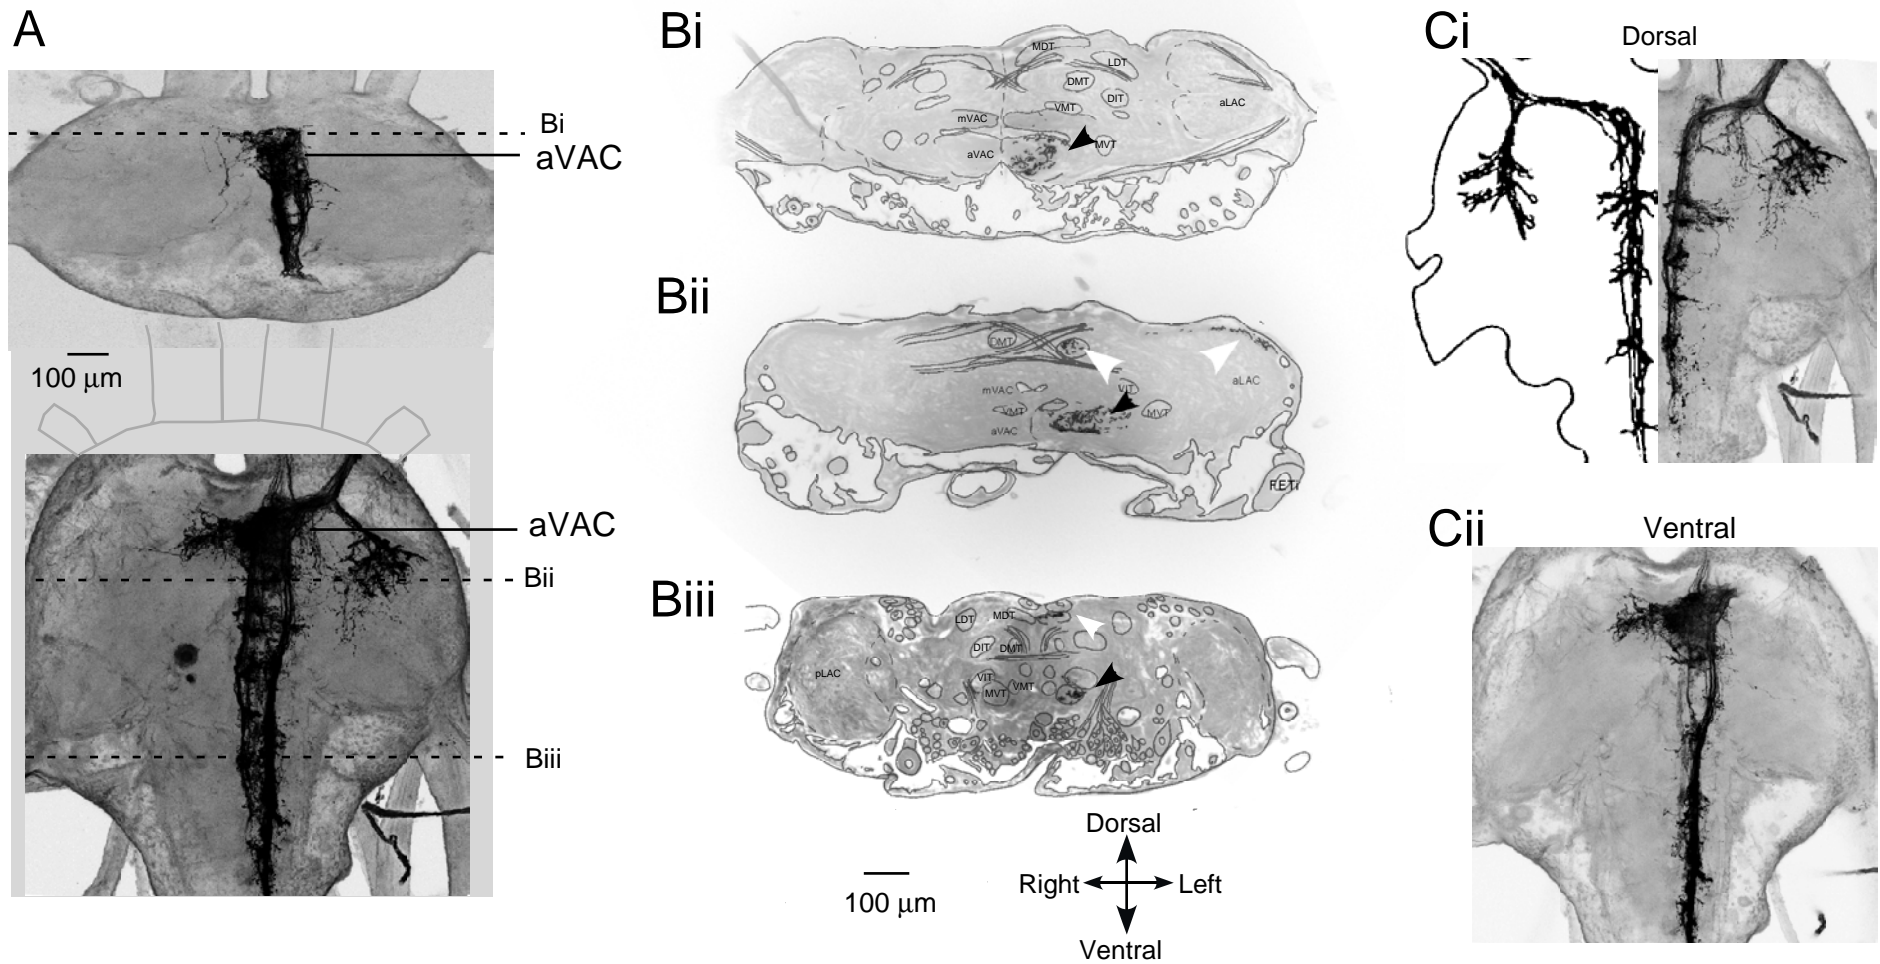 A
Bi
aVAC
100 µm
aVAC
Bii
Biii
Bi
MDT
LDT
DMT
DIT
VMT
aLAC
mVAC
MVT
aVAC
Bii
DMT
VIT
aLAC
mVAC
VMT
MVT
aVAC
FETi
Biii
LDT
MDT
DIT
DMT
pLAC
VIT
VMT
MVT
Dorsal
Right
Left
100 µm
Ventral
Ci
Dorsal
Cii
Ventral